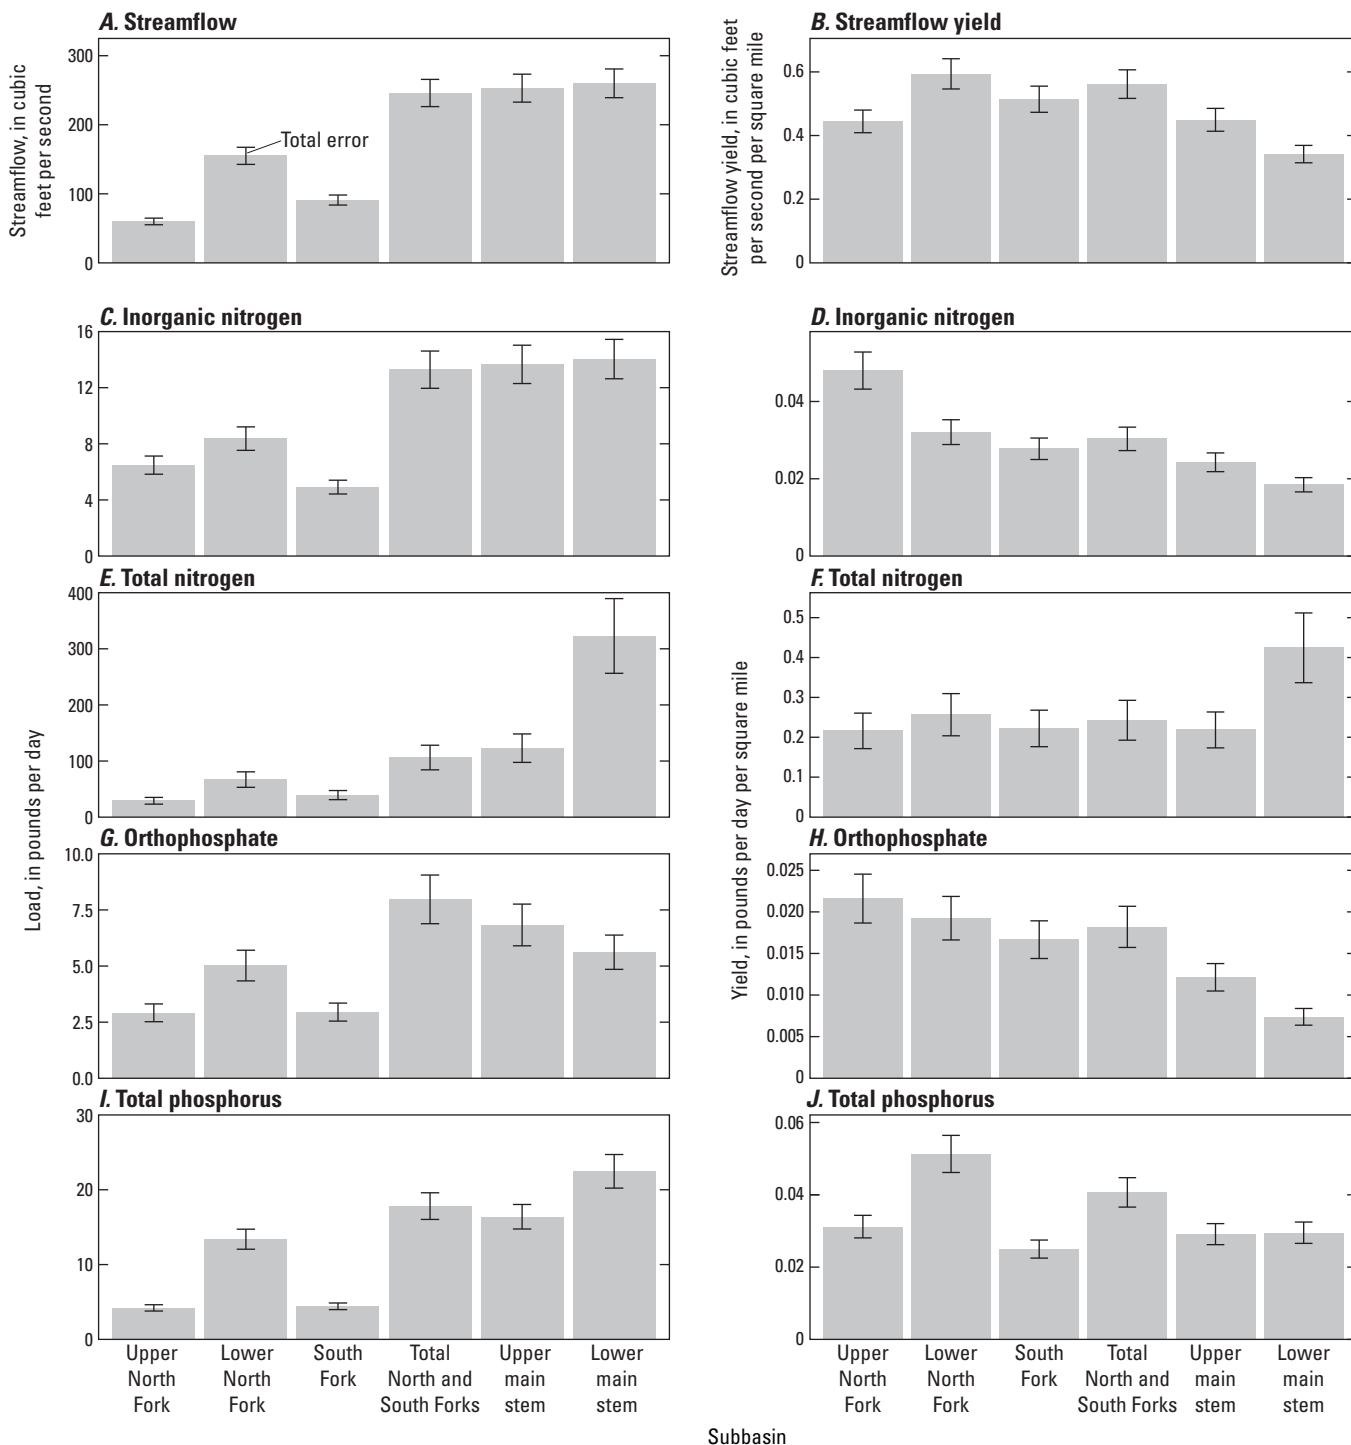 A. Streamflow
Streamflow, in cubic
feet per second
300
200
100
0
Total error
B. Streamflow yield
Streamflow yield, in cubic feet
per second per square mile
0.6
0.4
0.2
0
C. Inorganic nitrogen
16
12
8
4
0
D. Inorganic nitrogen
0.04
0.02
0
E. Total nitrogen
400
300
200
100
0
F. Total nitrogen
0.5
0.4
0.3
0.2
0.1
0
Load, in pounds per day
Yield, in pounds per day per square mile
G. Orthophosphate
10.0
7.5
5.0
2.5
0.0
H. Orthophosphate
0.025
0.020
0.015
0.010
0.005
0
I. Total phosphorus
30
20
10
0
Upper
North
Fork
Lower
North
Fork
South
Fork
Total
North and
South Forks
Upper
main
stem
Lower
main
stem
J. Total phosphorus
0.06
0.04
0.02
0
Upper
North
Fork
Lower
North
Fork
South
Fork
Total
North and
South Forks
Upper
main
stem
Lower
main
stem
Subbasin